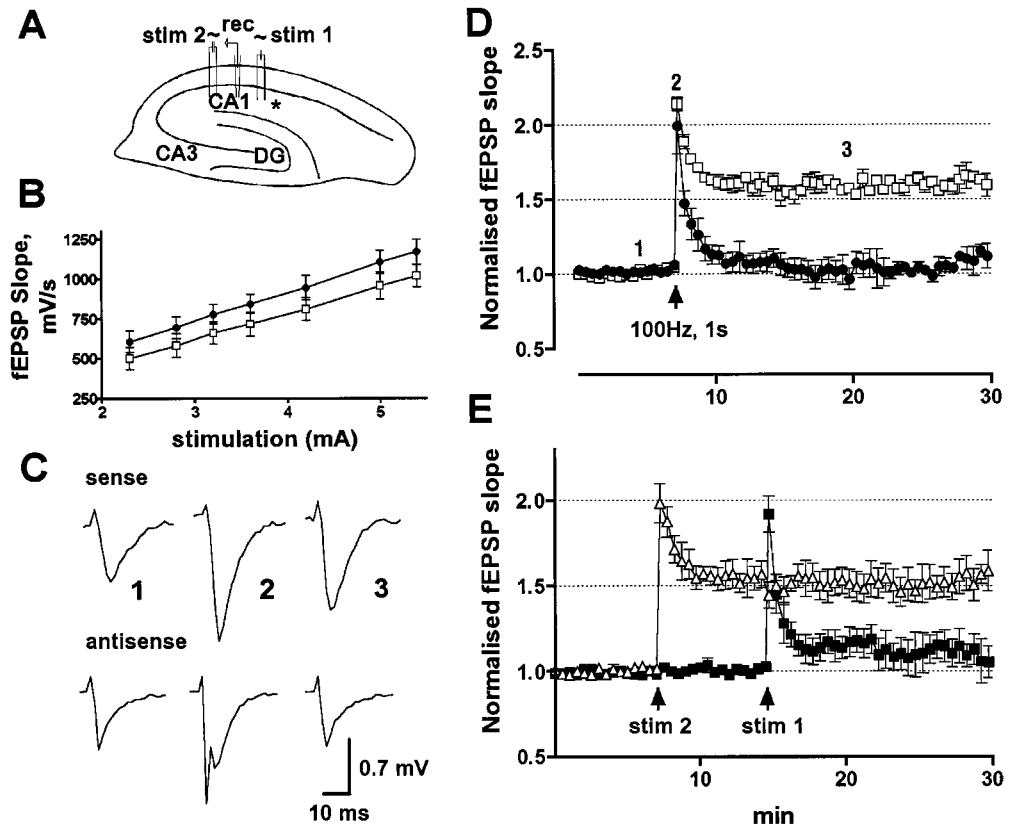 A
stim 2~ rec ~ stim 1
CA1 *
CA3 DG
B
fEPSP Slope,
mV/s
1250
1000
750
500
250
2 3 4 5
stimulation (mA)
C
sense
1 2 3
antisense
0.7 mV
10 ms
D
Normalised fEPSP slope
2.5
2.0
1.5
1.0
0.5
1
2
3
100Hz, 1s
10 20 30
E
Normalised fEPSP slope
2.0
1.5
1.0
0.5
stim 2 stim 1
10 20 30
min